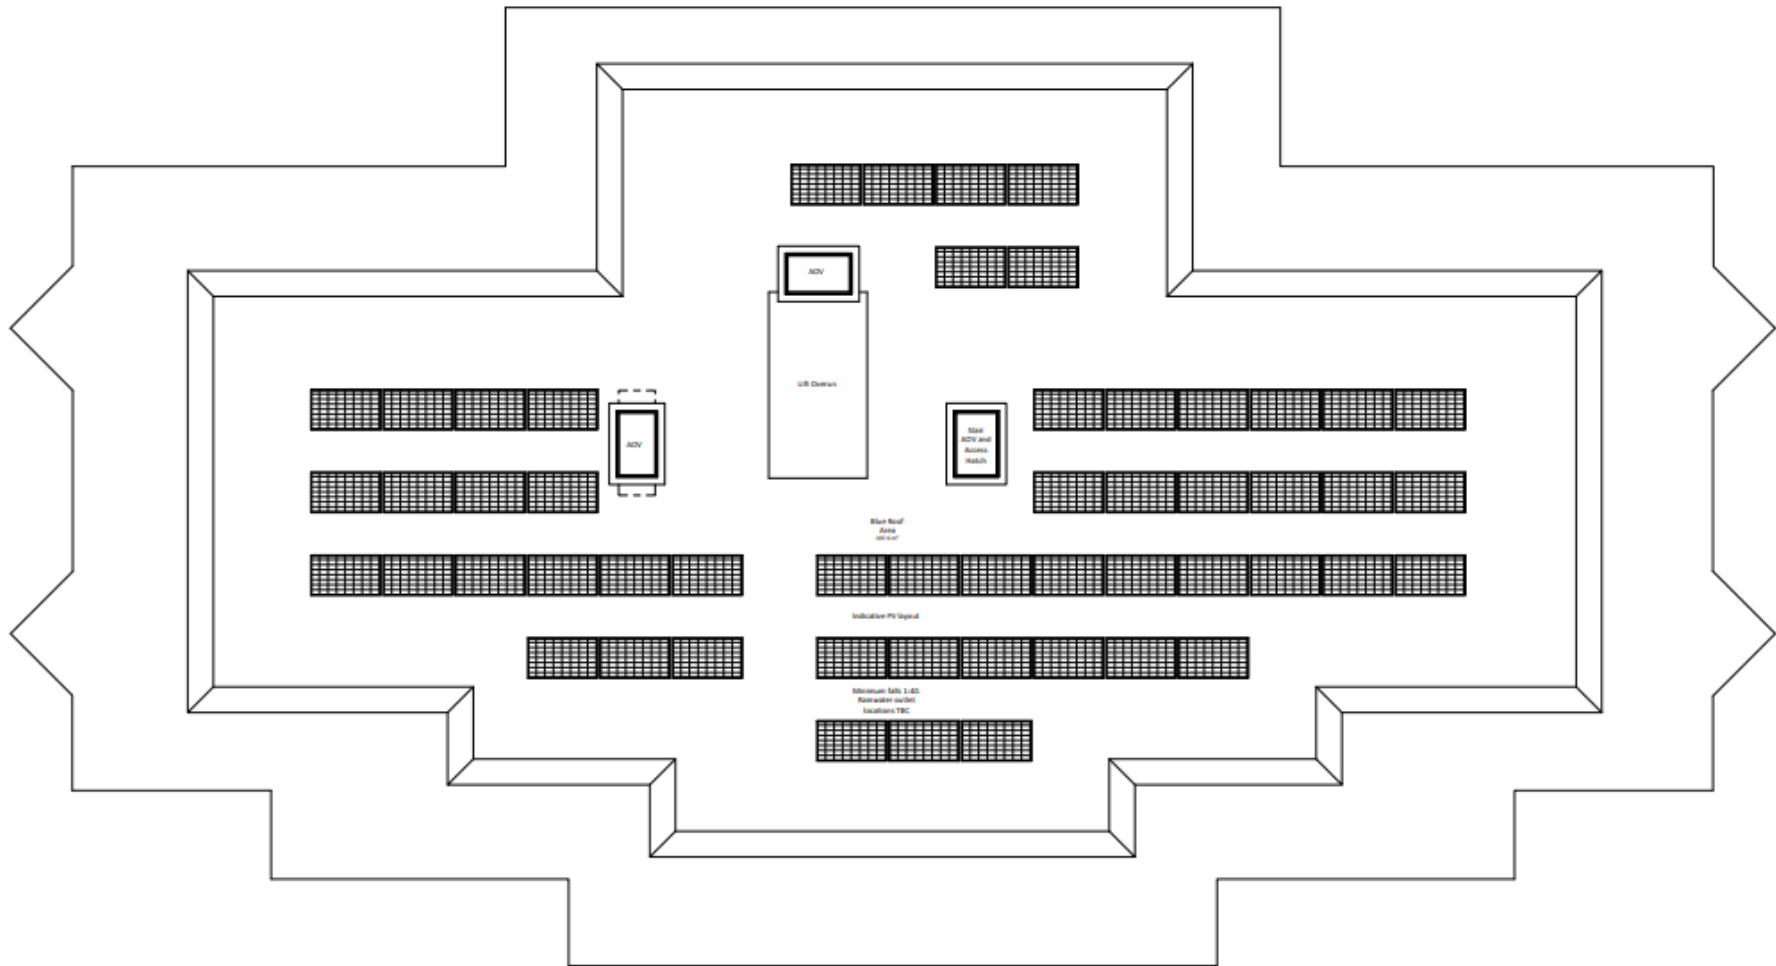 AOV
Lift Overun
AOV
Stair
AOV and
Access
Hatch
Blue Roof
Area
Indicative PV layout
Minimum falls 1:40.
Rainwater outlet
locations TBC